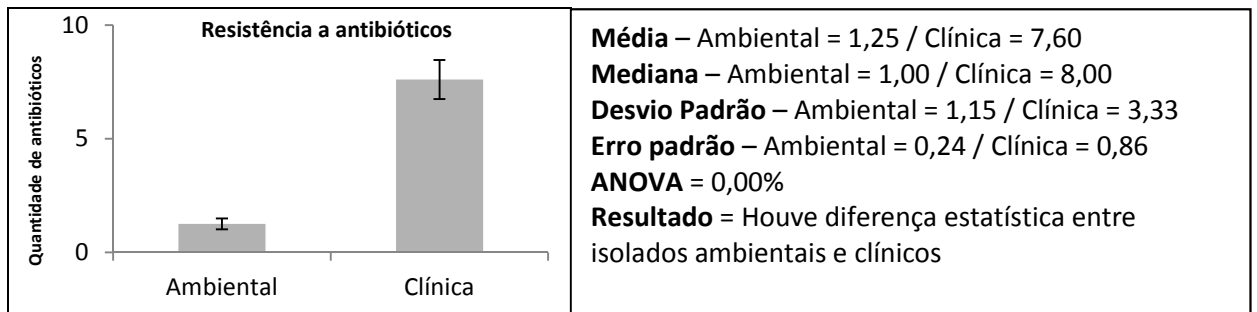 Resistência a antibióticos
Quantidade de antibióticos
10
5
0
Ambiental
Clínica
Média – Ambiental = 1,25 / Clínica = 7,60
Mediana – Ambiental = 1,00 / Clínica = 8,00
Desvio Padrão – Ambiental = 1,15 / Clínica = 3,33
Erro padrão – Ambiental = 0,24 / Clínica = 0,86
ANOVA = 0,00%
Resultado = Houve diferença estatística entre
isolados ambientais e clínicos